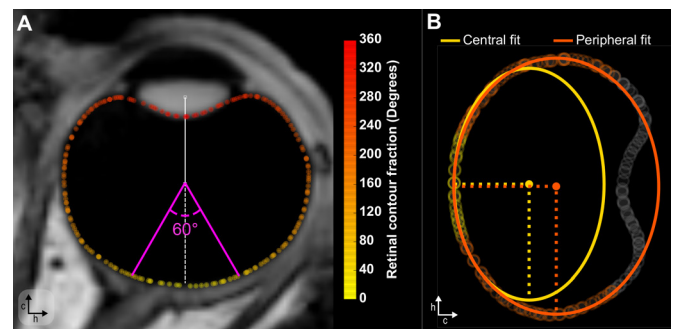 A
60°
c
h
360
320
280
240
200
160
120
80
40
0
Retinal contour fraction (Degrees)
B
Central fit
Peripheral fit
h
c